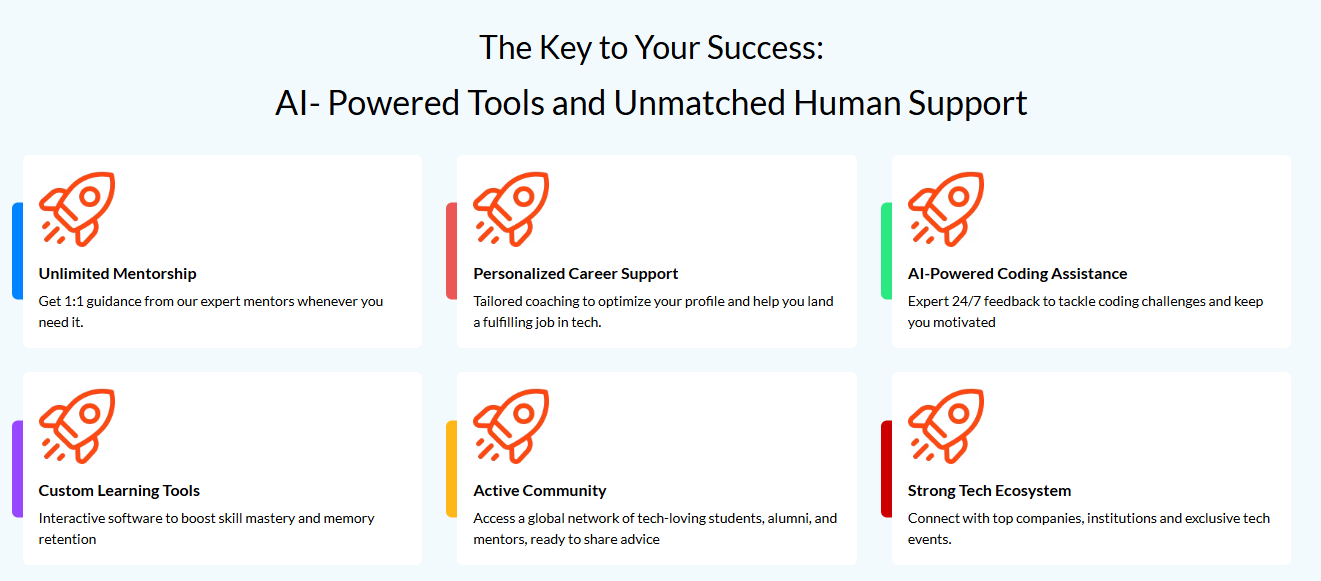 The Key to Your Success:
AI- Powered Tools and Unmatched Human Support
Unlimited Mentorship
Get 1:1 guidance from our expert mentors whenever you
need it.
Personalized Career Support
Tailored coaching to optimize your profile and help you land
a fulfilling job in tech.
AI-Powered Coding Assistance
Expert 24/7 feedback to tackle coding challenges and keep
you motivated
Custom Learning Tools
Interactive software to boost skill mastery and memory
retention
Active Community
Access a global network of tech-loving students, alumni, and
mentors, ready to share advice
Strong Tech Ecosystem
Connect with top companies, institutions and exclusive tech
events.